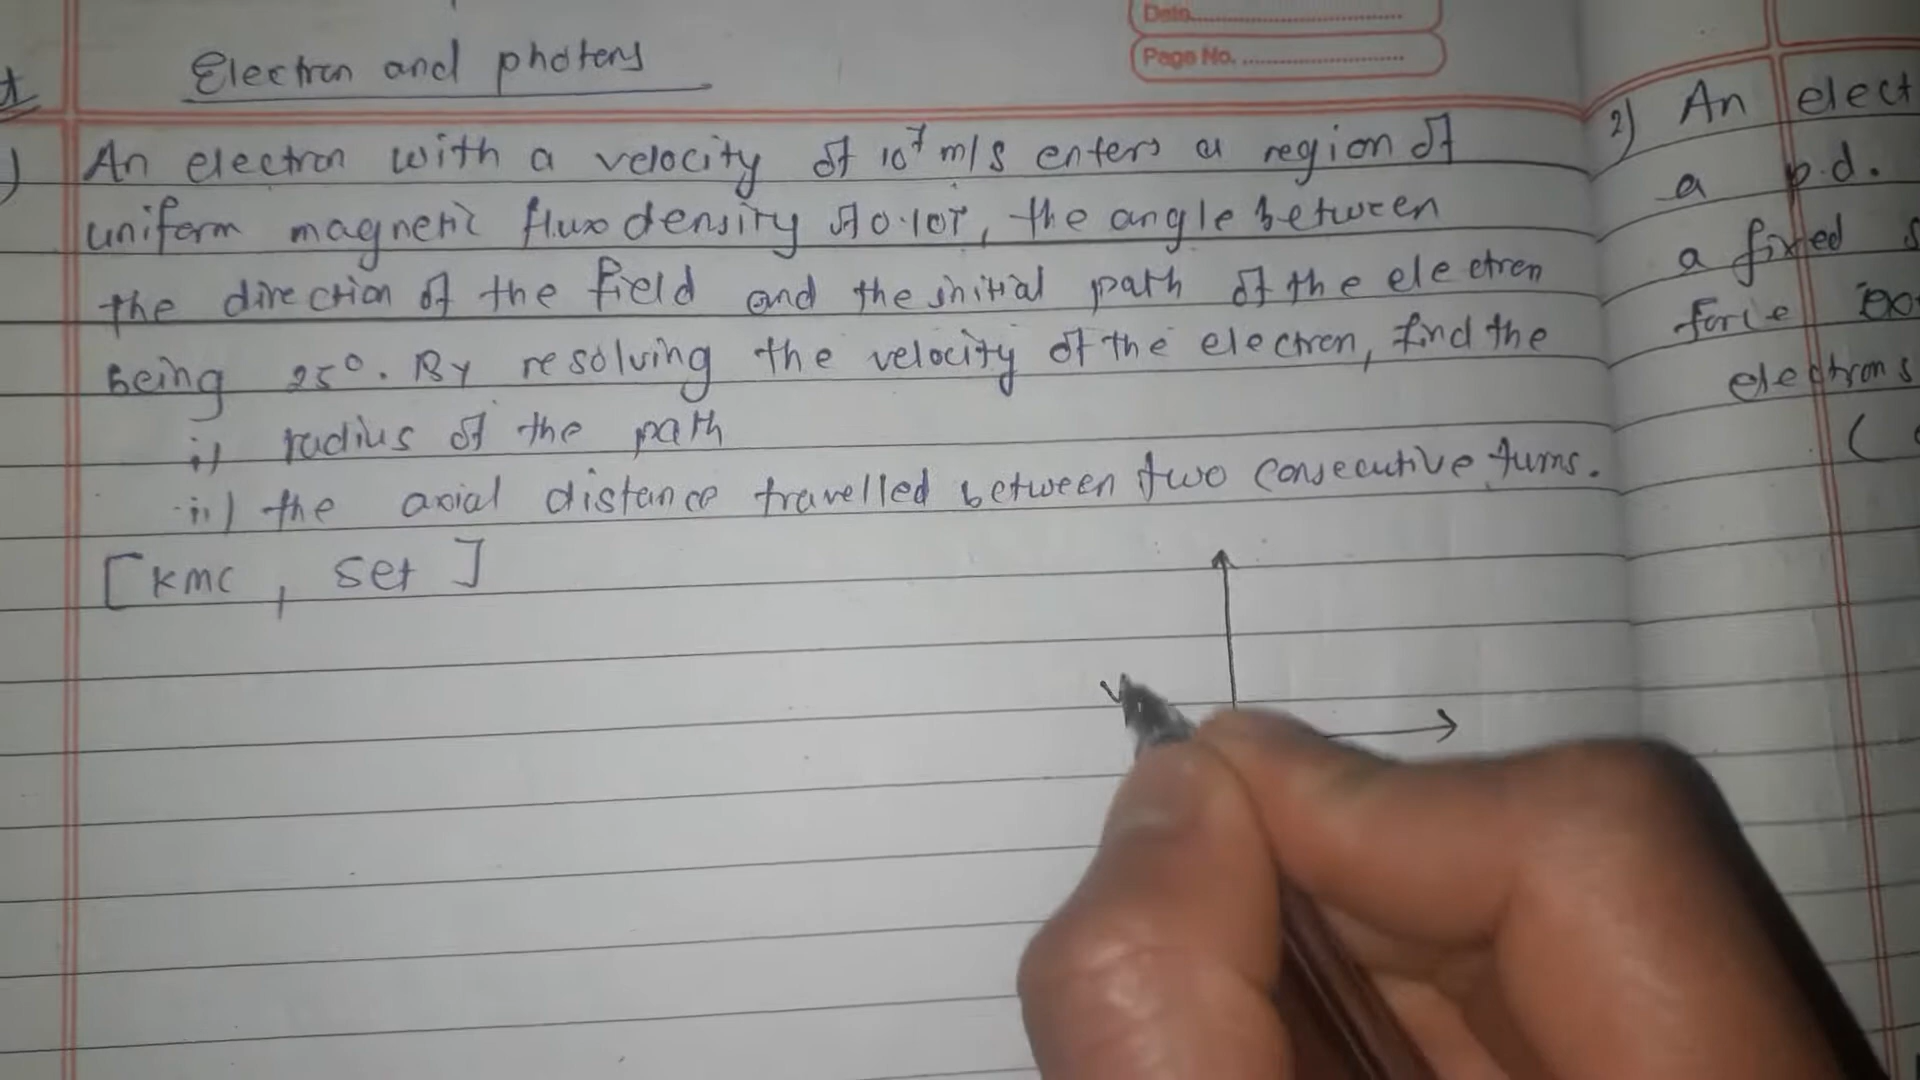 Date
Page No.
Electron and photons
An electron with a velocity of 10⁷ m/s enters a region of
uniform magnetic flux density of 0.10T, the angle between
the direction of the field and the initial path of the electron
being 25°. By resolving the velocity of the electron, find the
i) radius of the path
ii) the axial distance travelled between two consecutive turns.
[KMC, set]
2) An elect
a p.d.
a fixed
force
electrons
(